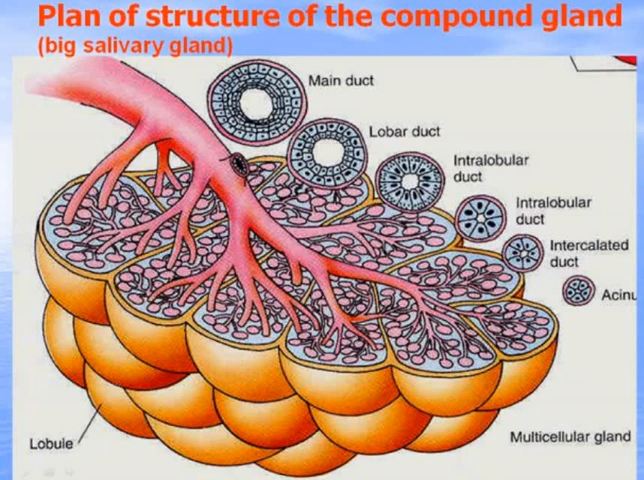 Plan of structure of the compound gland
(big salivary gland)
Main duct
Lobar duct
Intralobular
duct
Intralobular
duct
Intercalated
duct
Acinu
Lobule
Multicellular gland